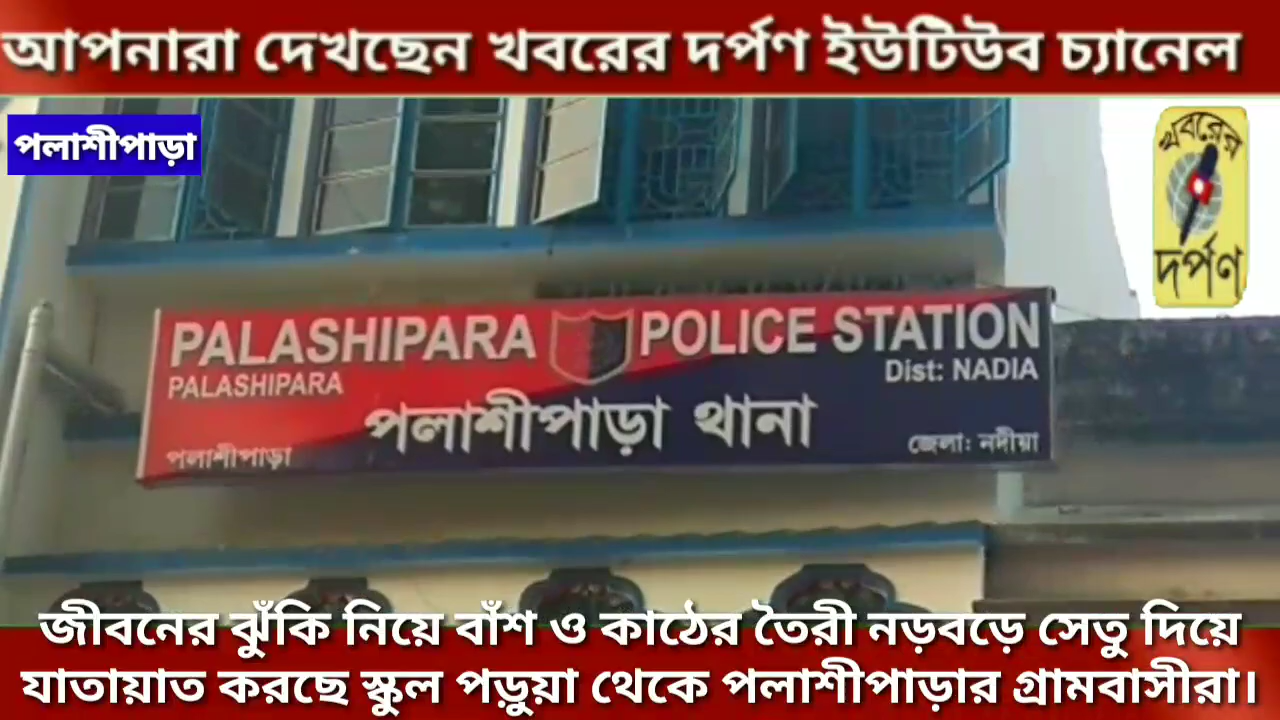 আপনারা দেখছেন খবরের দর্পণ ইউটিউব চ্যানেল
পলাশীপাড়া
খবরের
দর্পণ
PALASHIPARA POLICE STATION
PALASHIPARA
Dist: NADIA
পলাশীপাড়া থানা
পলাশীপাড়া
জেলা: নদীয়া
জীবনের ঝুঁকি নিয়ে বাঁশ ও কাঠের তৈরী নড়বড়ে সেতু দিয়ে
যাতায়াত করছে স্কুল পড়ুয়া থেকে পলাশীপাড়ার গ্রামবাসীরা।